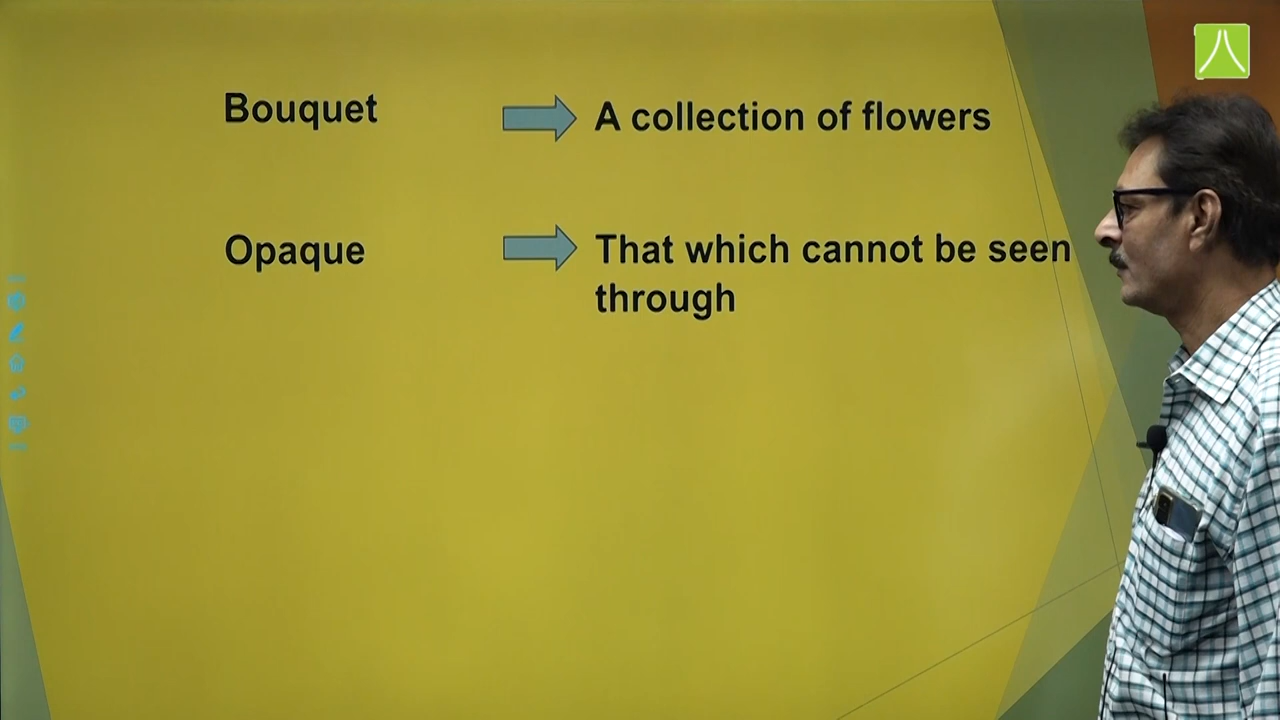 Bouquet
A collection of flowers
Opaque
That which cannot be seen
through